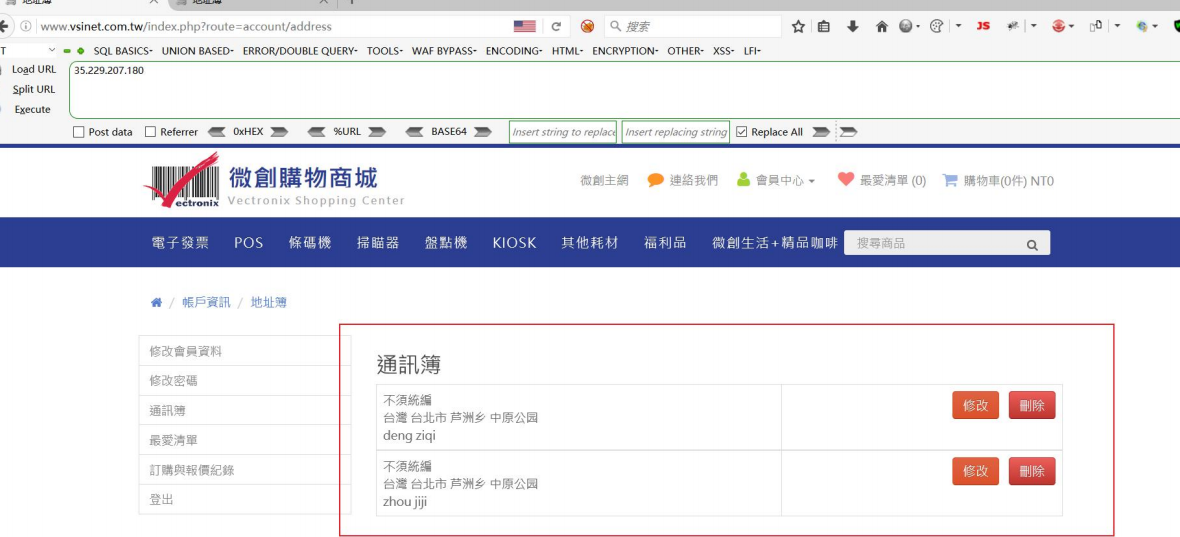 地址簿
地址簿
www.vsinet.com.tw/index.php?route=account/address
搜索
JS
SQL BASICS- UNION BASED- ERROR/DOUBLE QUERY- TOOLS- WAF BYPASS- ENCODING- HTML- ENCRYPTION- OTHER- XSS- LFI-
Load URL
35.229.207.180
Split URL
Execute
Post data
Referrer
0xHEX
%URL
BASE64
Insert string to replace
Insert replacing string
Replace All
ectronix
微創購物商城
Vectronix Shopping Center
微創主網
連絡我們
會員中心
最愛清單 (0)
購物車(0件) NT0
電子發票 POS 條碼機 掃瞄器 盤點機 KIOSK 其他耗材 福利品 微創生活+精品咖啡
搜尋商品
/ 帳戶資訊 / 地址簿
修改會員資料
修改密碼
通訊簿
最愛清單
訂購與報價紀錄
登出
通訊簿
不須統編
台灣 台北市 芦洲乡 中原公园
deng ziqi
修改
刪除
不須統編
台灣 台北市 芦洲乡 中原公园
zhou jiji
修改
刪除